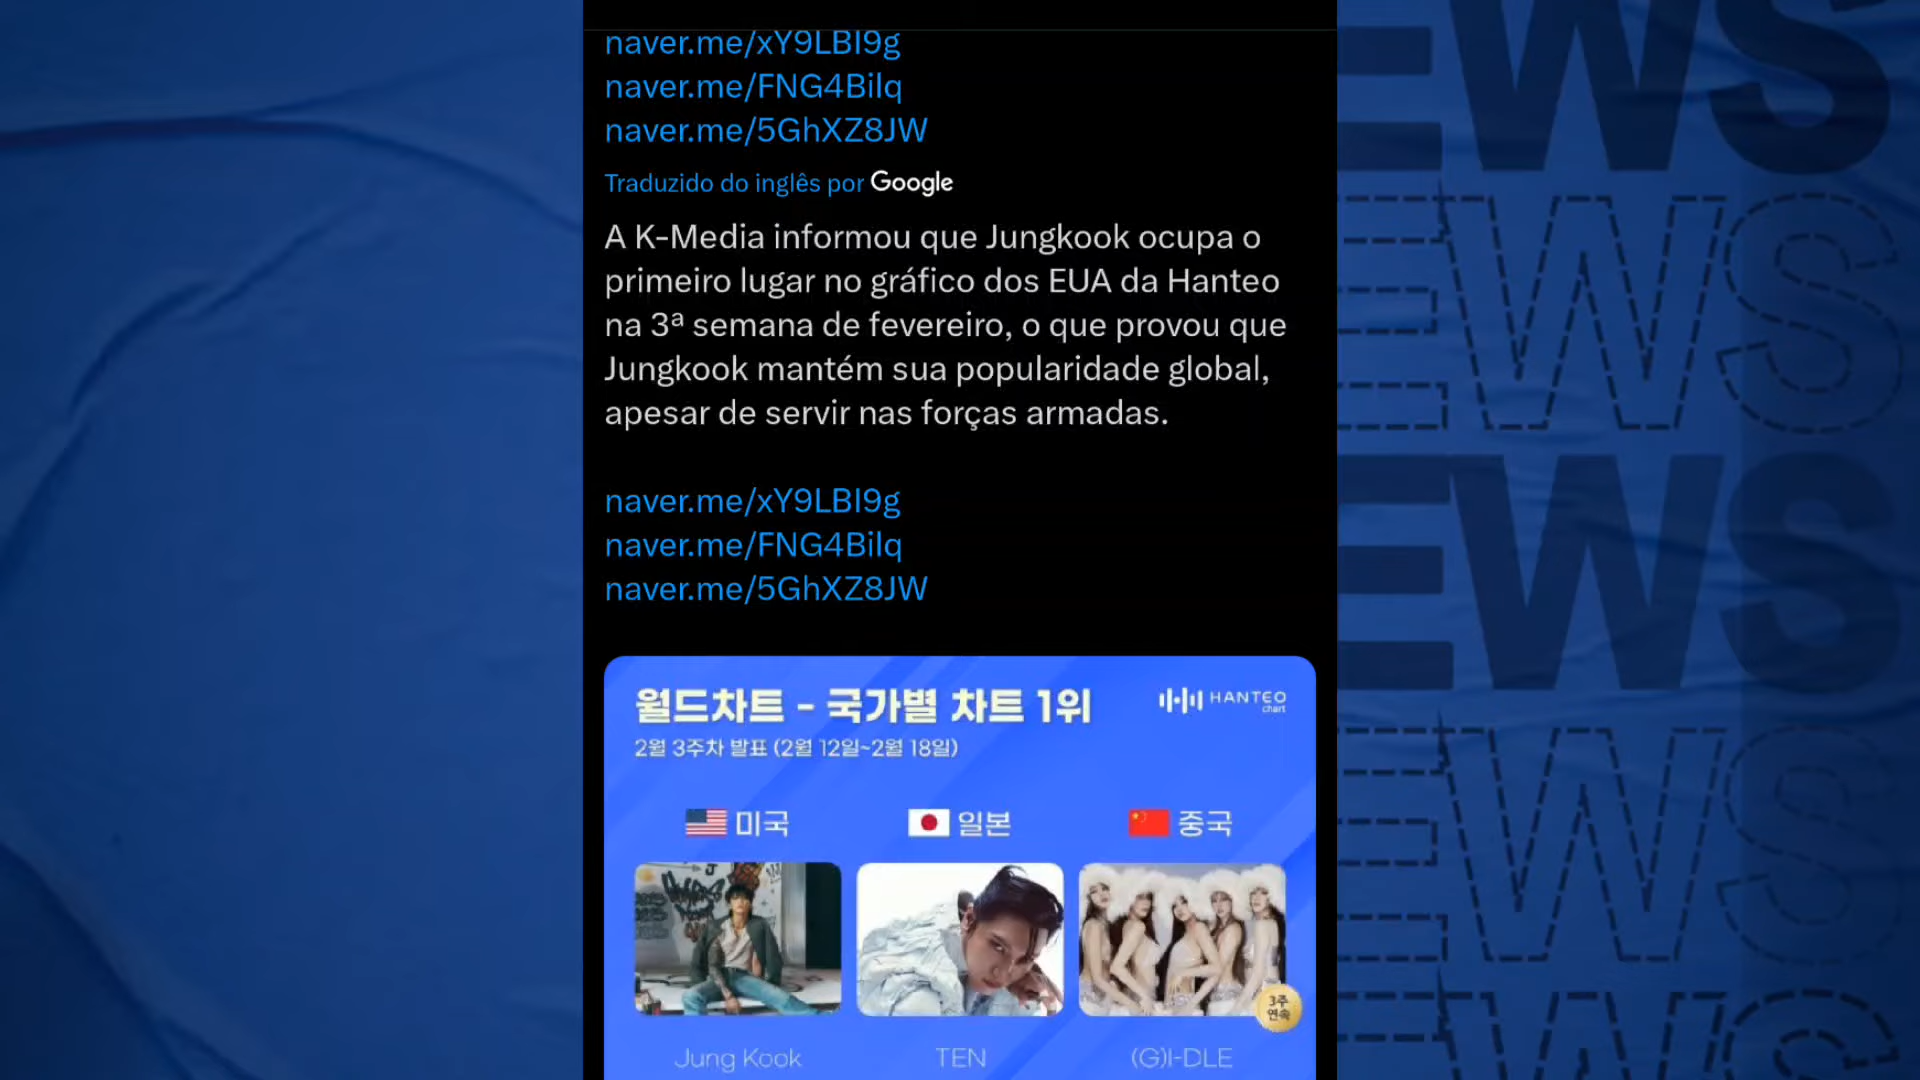 naver.me/xY9LBI9g
naver.me/FNG4Bilq
naver.me/5GhXZ8JW
Traduzido do inglês por Google
A K-Media informou que Jungkook ocupa o
primeiro lugar no gráfico dos EUA da Hanteo
na 3ª semana de fevereiro, o que provou que
Jungkook mantém sua popularidade global,
apesar de servir nas forças armadas.
naver.me/xY9LBI9g
naver.me/FNG4Bilq
naver.me/5GhXZ8JW
월드차트 - 국가별 차트 1위
HANTEO
chart
2월 3주차 발표 (2월 12일~2월 18일)
미국 일본 중국
3주
연속
Jung Kook TEN (G)I-DLE
EWS
EWS
EWS
EWS
EWS